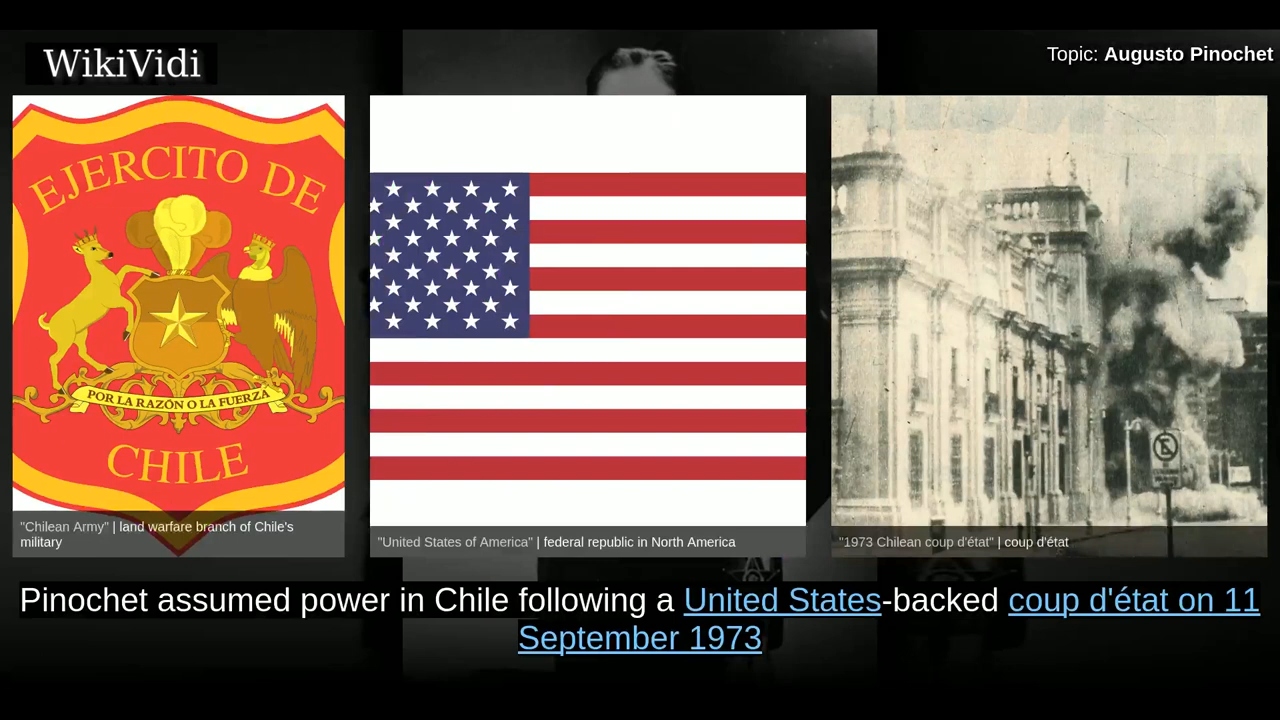 WikiVidi
Topic: Augusto Pinochet
EJERCITO DE
POR LA RAZÓN O LA FUERZA
CHILE
"Chilean Army" | land warfare branch of Chile's
military
"United States of America" | federal republic in North America
E
"1973 Chilean coup d'état" | coup d'état
Pinochet assumed power in Chile following a United States-backed coup d'état on 11
September 1973